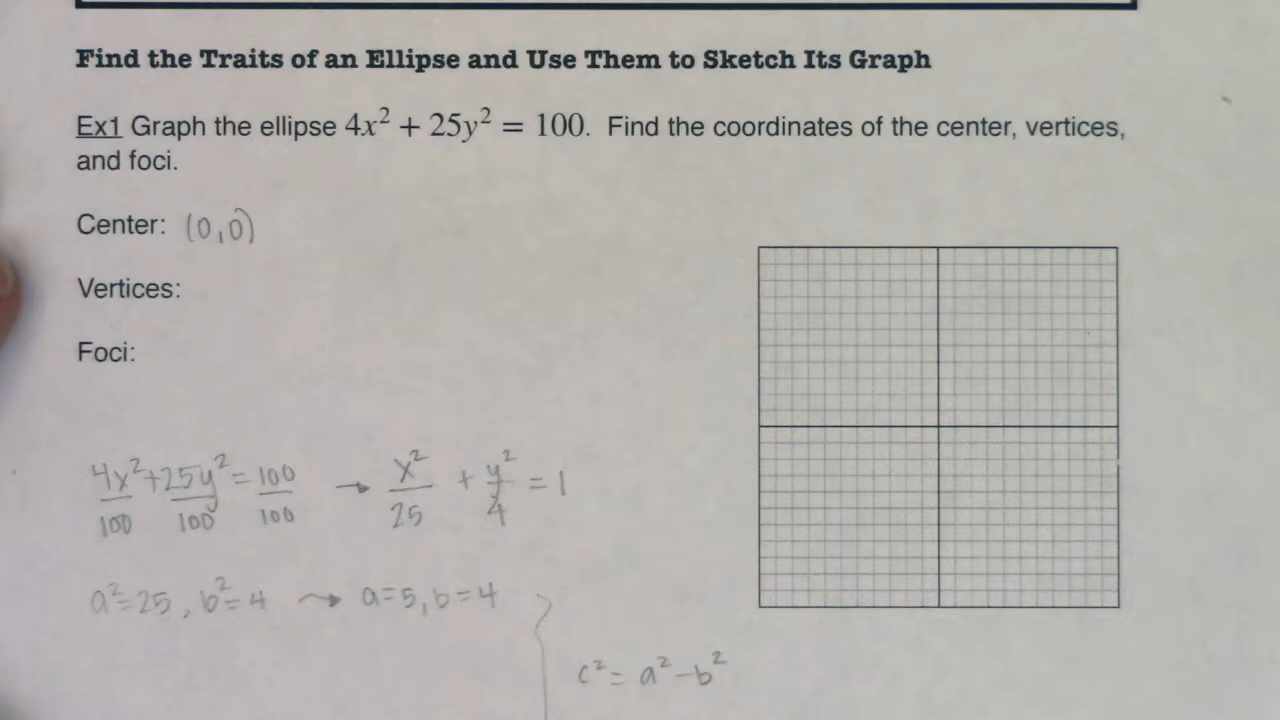 Find the Traits of an Ellipse and Use Them to Sketch Its Graph
Ex1 Graph the ellipse 4x² + 25y² = 100. Find the coordinates of the center, vertices,
and foci.
Center: (0,0)
Vertices:
Foci:
4x²/100 + 25y²/100 = 100/100 → x²/25 + y²/4 = 1
a²=25, b²=4 → a=5, b=4
c² = a² - b²